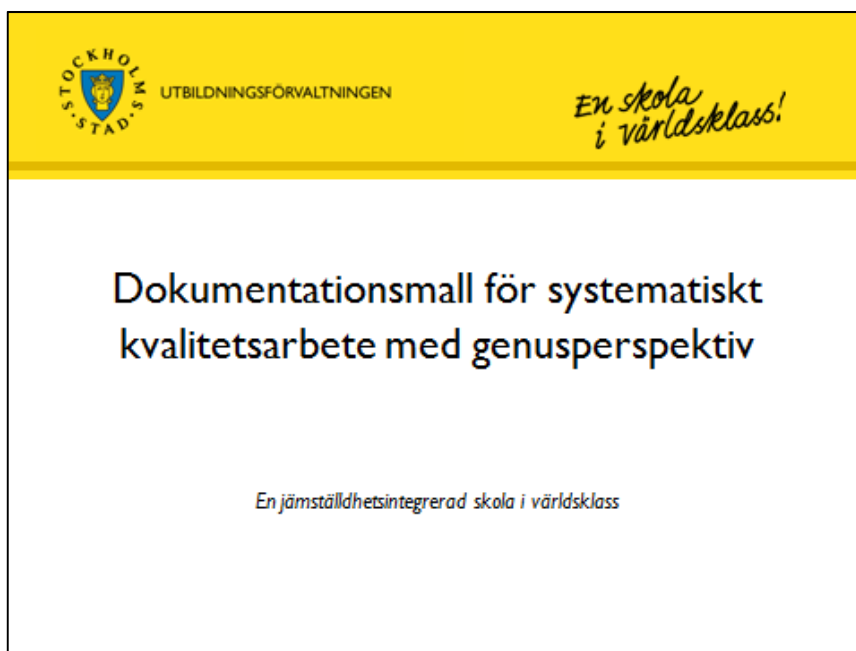 STOCKHOLMS
·STAD·
UTBILDNINGSFÖRVALTNINGEN
En skola
i världsklass!
Dokumentationsmall för systematiskt
kvalitetsarbete med genusperspektiv
En jämställdhetsintegrerad skola i världsklass